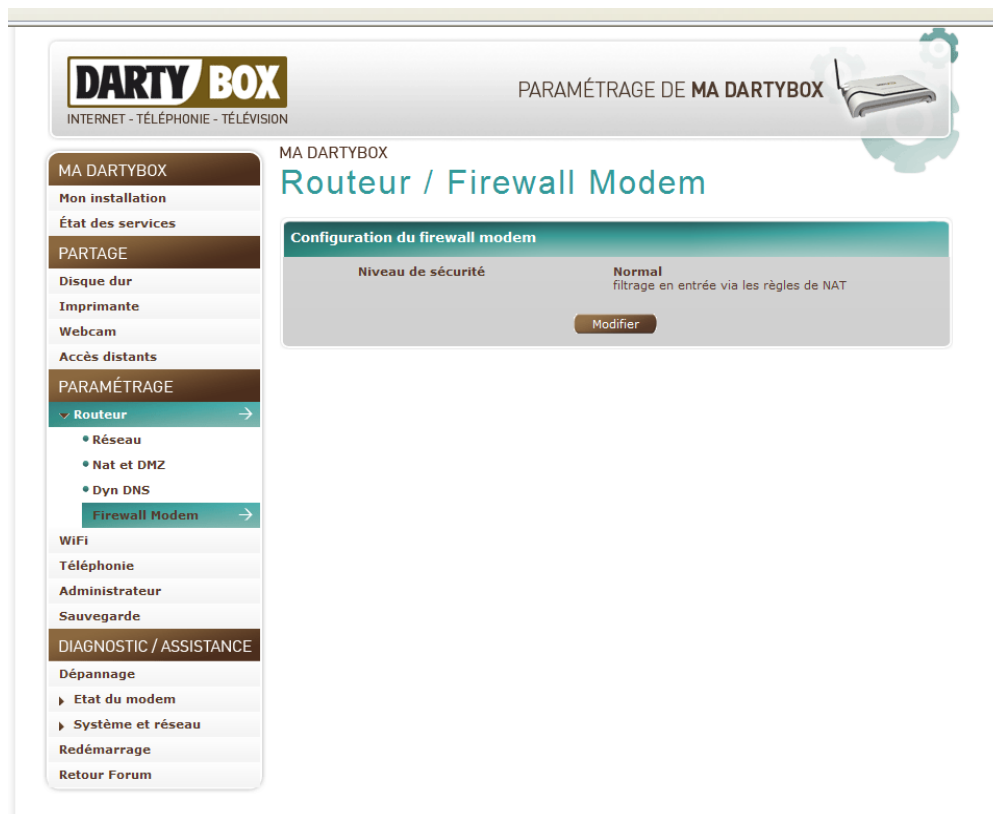 DARTY BOX
INTERNET - TÉLÉPHONIE - TÉLÉVISION
PARAMÉTRAGE DE MA DARTYBOX
MA DARTYBOX
Mon installation
État des services
PARTAGE
Disque dur
Imprimante
Webcam
Accès distants
PARAMÉTRAGE
Routeur
Réseau
Nat et DMZ
Dyn DNS
Firewall Modem
WiFi
Téléphonie
Administrateur
Sauvegarde
DIAGNOSTIC / ASSISTANCE
Dépannage
Etat du modem
Système et réseau
Redémarrage
Retour Forum
MA DARTYBOX
Routeur / Firewall Modem
Configuration du firewall modem
Niveau de sécurité
Normal
filtrage en entrée via les règles de NAT
Modifier